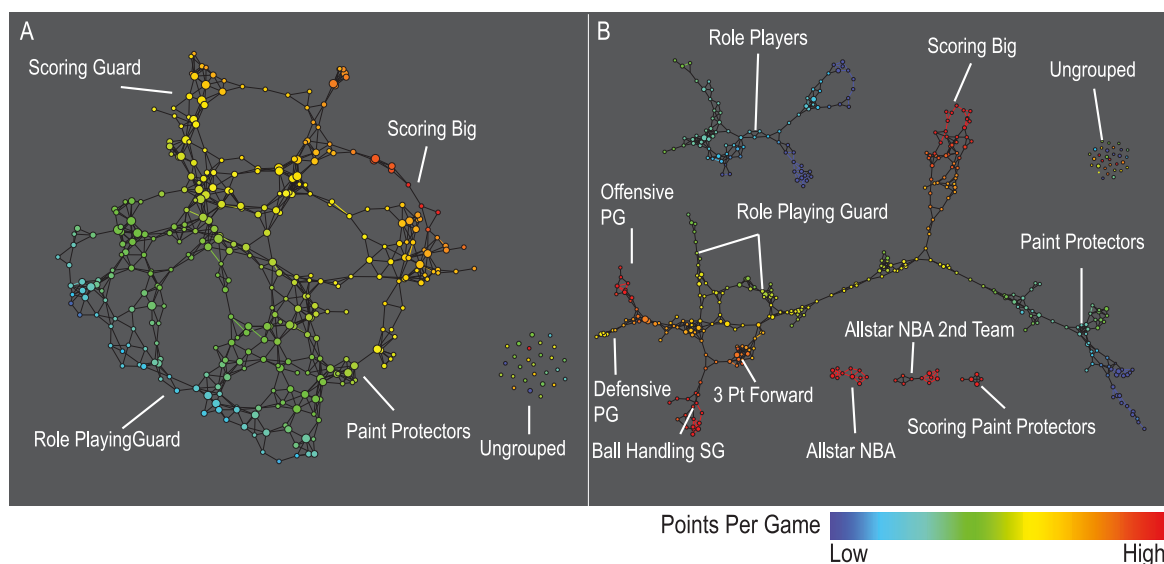 A
Scoring Guard
Scoring Big
Role PlayingGuard
Paint Protectors
Ungrouped
B
Role Players
Scoring Big
Ungrouped
Offensive
PG
Role Playing Guard
Paint Protectors
Allstar NBA 2nd Team
Defensive
PG
3 Pt Forward
Ball Handling SG
Allstar NBA
Scoring Paint Protectors
Points Per Game
Low
High